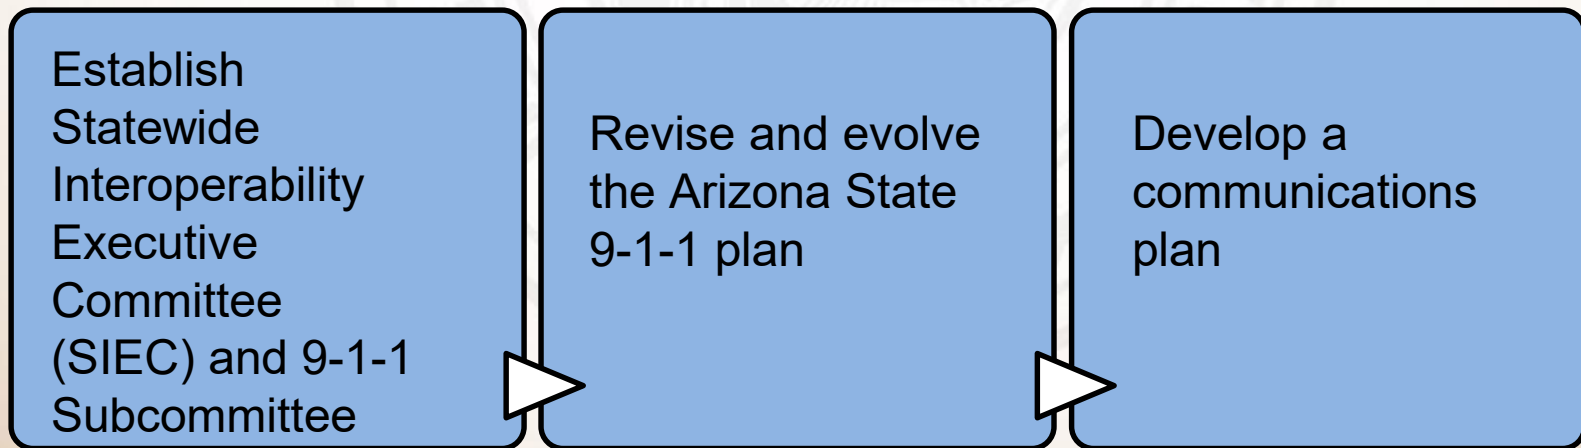 Establish
Statewide
Interoperability
Executive
Committee
(SIEC) and 9-1-1
Subcommittee
Revise and evolve
the Arizona State
9-1-1 plan
Develop a
communications
plan